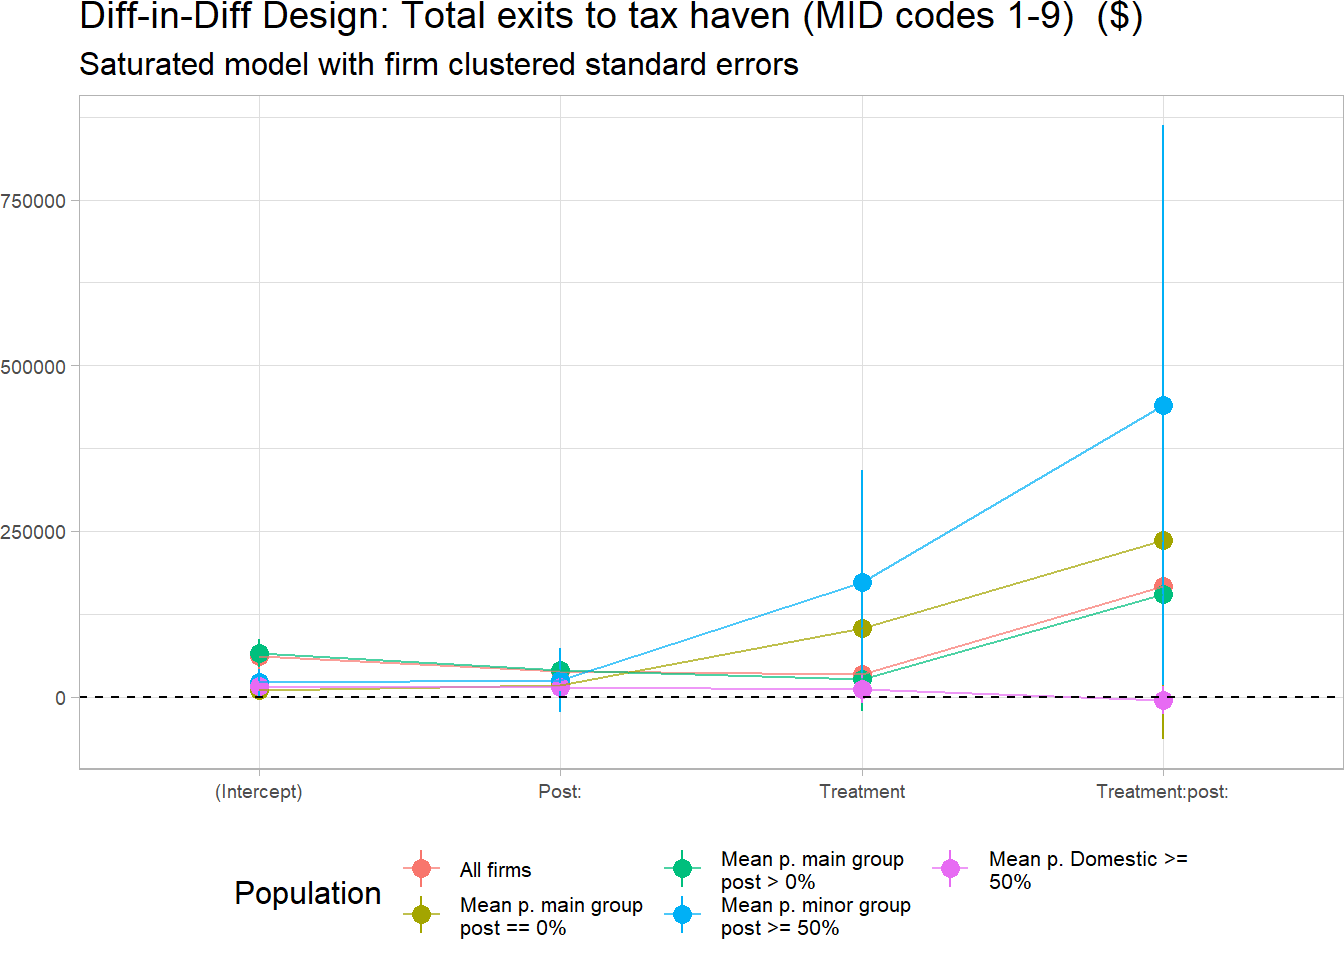 Diff-in-Diff Design: Total exits to tax haven (MID codes 1-9)  ($)
Saturated model with firm clustered standard errors
750000
500000
250000
0
(Intercept)
Post:
Treatment
Treatment:post:
Population
All firms
Mean p. main group
post == 0%
Mean p. main group
post > 0%
Mean p. minor group
post >= 50%
Mean p. Domestic >=
50%